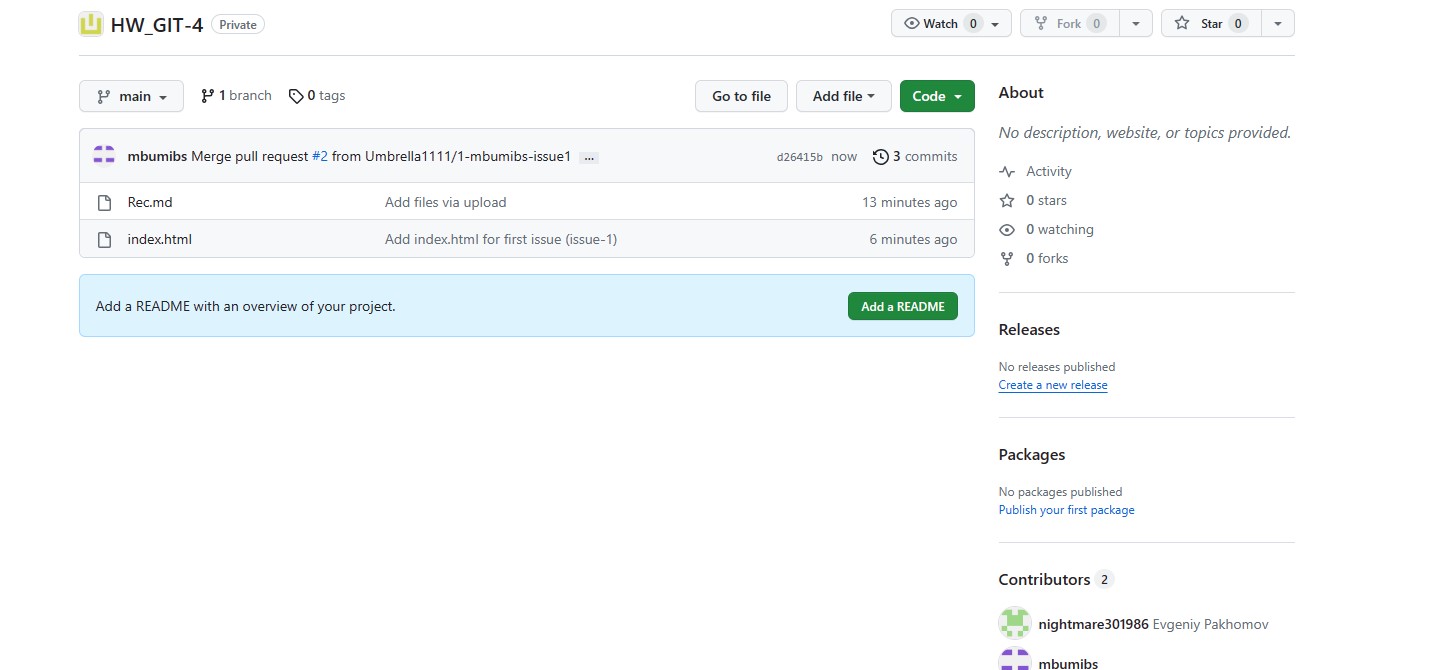 HW_GIT-4 Private Watch 0 Fork 0 Star 0
main 1 branch 0 tags Go to file Add file Code
mbumibs Merge pull request #2 from Umbrella1111/1-mbumibs-issue1 ... d26415b now 3 commits
Rec.md Add files via upload 13 minutes ago
index.html Add index.html for first issue (issue-1) 6 minutes ago
Add a README with an overview of your project. Add a README
About
No description, website, or topics provided.
Activity
0 stars
0 watching
0 forks
Releases
No releases published
Create a new release
Packages
No packages published
Publish your first package
Contributors 2
nightmare301986 Evgeniy Pakhomov
mbumibs